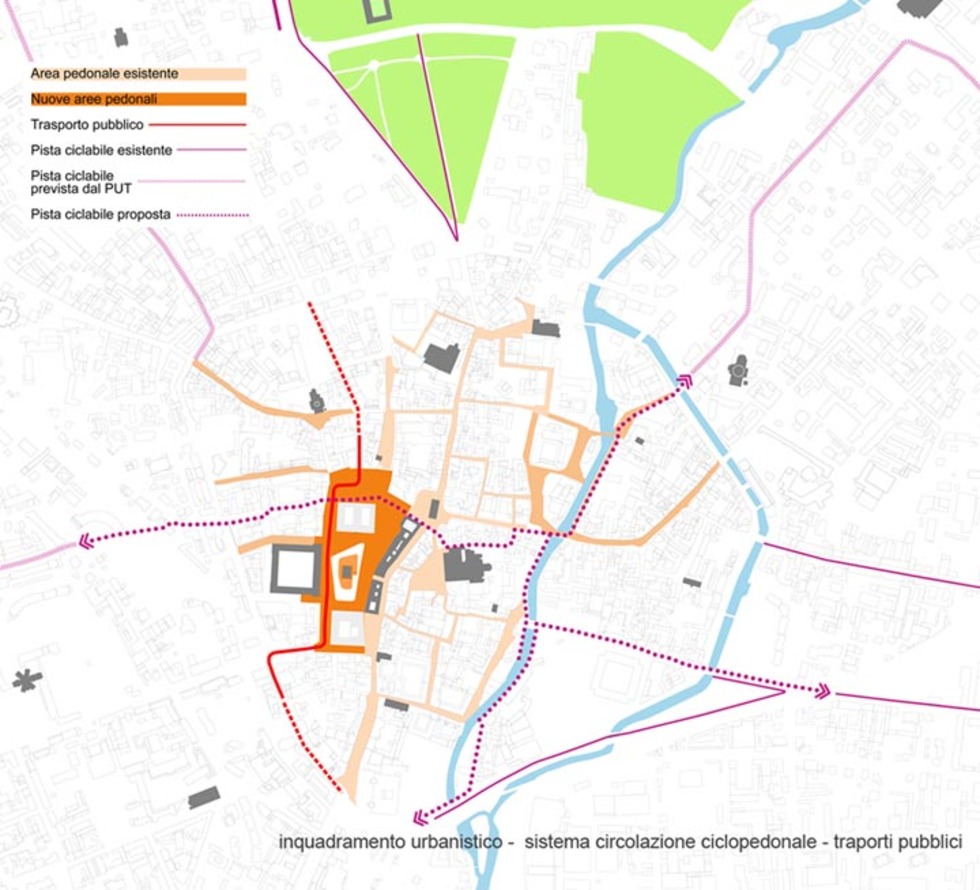 Area pedonale esistente
Nuove aree pedonali
Trasporto pubblico
Pista ciclabile esistente
Pista ciclabile
prevista dal PUT
Pista ciclabile proposta
inquadramento urbanistico - sistema circolazione ciclopedonale - traporti pubblici